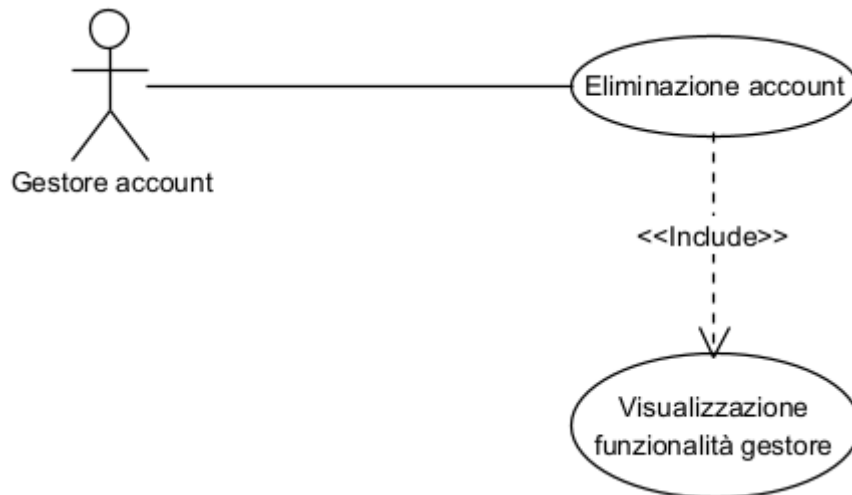 Eliminazione account
Gestore account
<<Include>>
Visualizzazione
funzionalità gestore